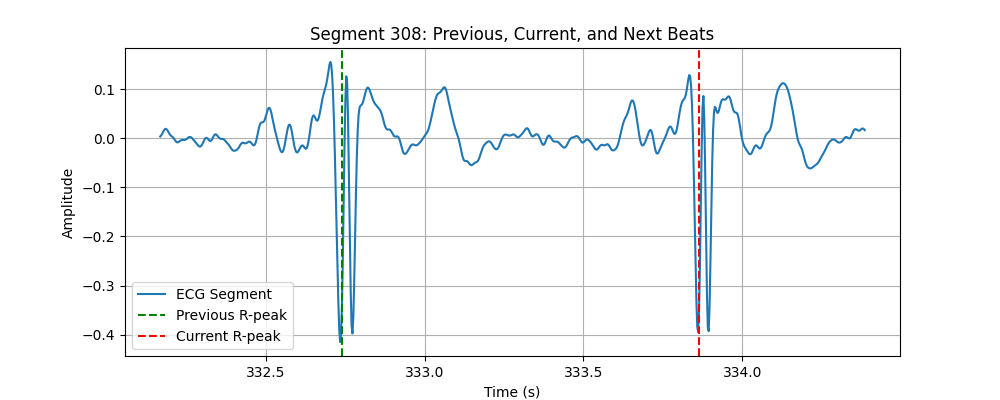 Segment 308: Previous, Current, and Next Beats
Amplitude
0.1
0.0
−0.1
−0.2
−0.3
−0.4
ECG Segment
Previous R-peak
Current R-peak
332.5 333.0 333.5 334.0
Time (s)